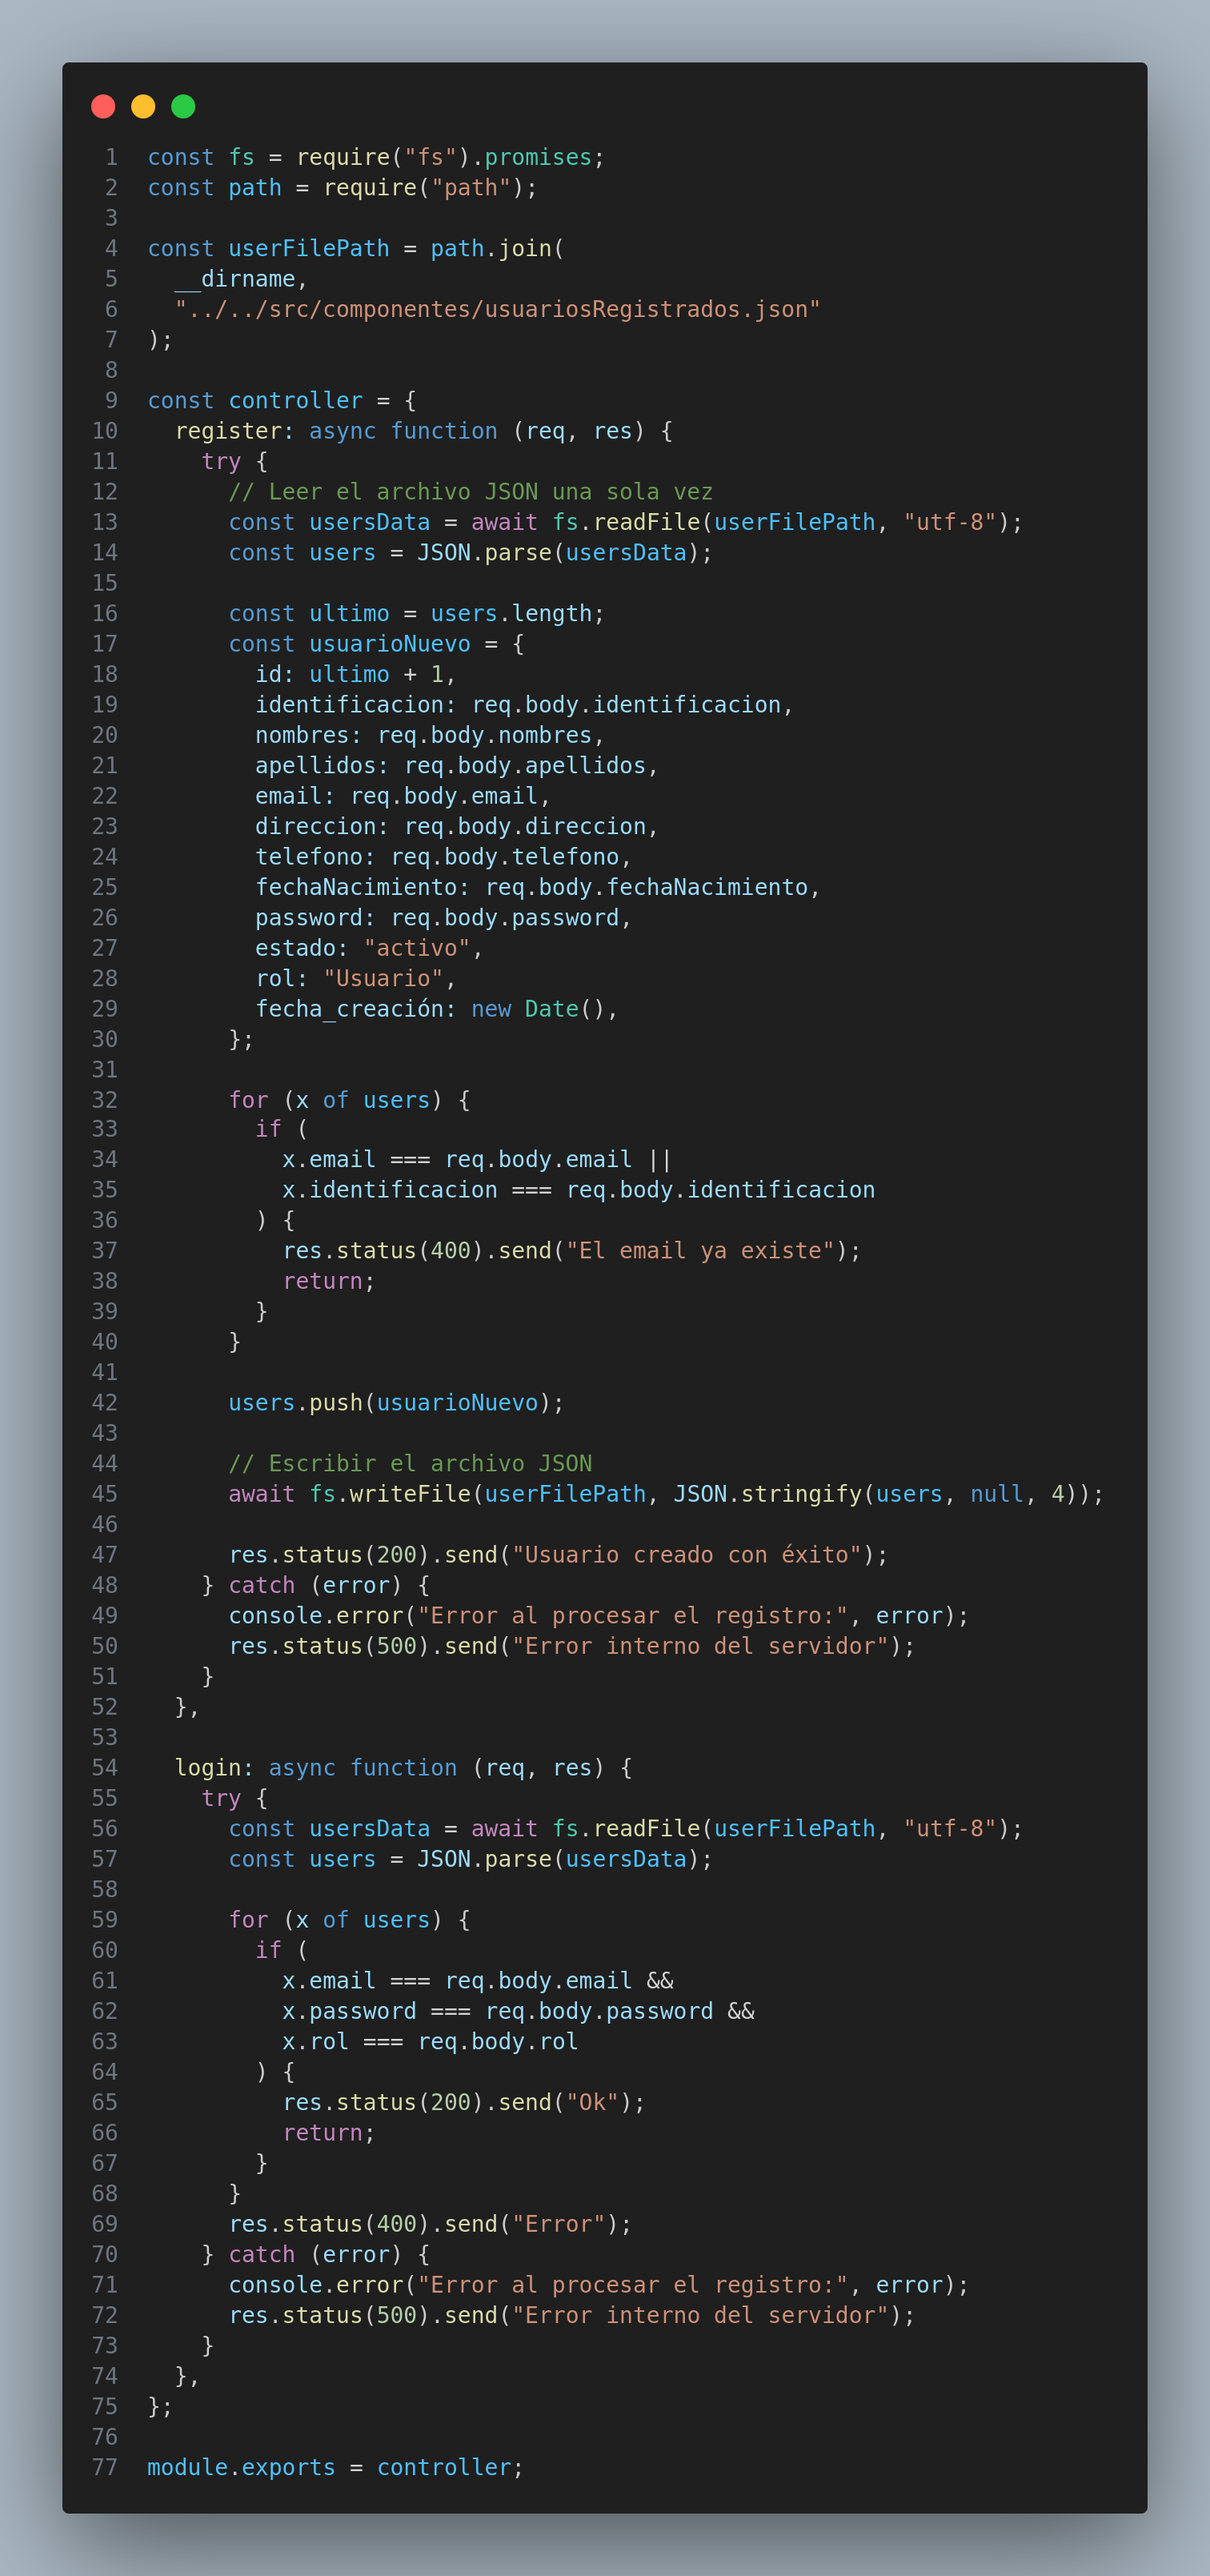 1 const fs = require("fs").promises;
2 const path = require("path");
3
4 const userFilePath = path.join(
5   __dirname,
6   "../../src/componentes/usuariosRegistrados.json"
7 );
8
9 const controller = {
10   register: async function (req, res) {
11     try {
12       // Leer el archivo JSON una sola vez
13       const usersData = await fs.readFile(userFilePath, "utf-8");
14       const users = JSON.parse(usersData);
15
16       const ultimo = users.length;
17       const usuarioNuevo = {
18         id: ultimo + 1,
19         identificacion: req.body.identificacion,
20         nombres: req.body.nombres,
21         apellidos: req.body.apellidos,
22         email: req.body.email,
23         direccion: req.body.direccion,
24         telefono: req.body.telefono,
25         fechaNacimiento: req.body.fechaNacimiento,
26         password: req.body.password,
27         estado: "activo",
28         rol: "Usuario",
29         fecha_creación: new Date(),
30       };
31
32       for (x of users) {
33         if (
34           x.email === req.body.email ||
35           x.identificacion === req.body.identificacion
36         ) {
37           res.status(400).send("El email ya existe");
38           return;
39         }
40       }
41
42       users.push(usuarioNuevo);
43
44       // Escribir el archivo JSON
45       await fs.writeFile(userFilePath, JSON.stringify(users, null, 4));
46
47       res.status(200).send("Usuario creado con éxito");
48     } catch (error) {
49       console.error("Error al procesar el registro:", error);
50       res.status(500).send("Error interno del servidor");
51     }
52   },
53
54   login: async function (req, res) {
55     try {
56       const usersData = await fs.readFile(userFilePath, "utf-8");
57       const users = JSON.parse(usersData);
58
59       for (x of users) {
60         if (
61           x.email === req.body.email &&
62           x.password === req.body.password &&
63           x.rol === req.body.rol
64         ) {
65           res.status(200).send("Ok");
66           return;
67         }
68       }
69       res.status(400).send("Error");
70     } catch (error) {
71       console.error("Error al procesar el registro:", error);
72       res.status(500).send("Error interno del servidor");
73     }
74   },
75 };
76
77 module.exports = controller;